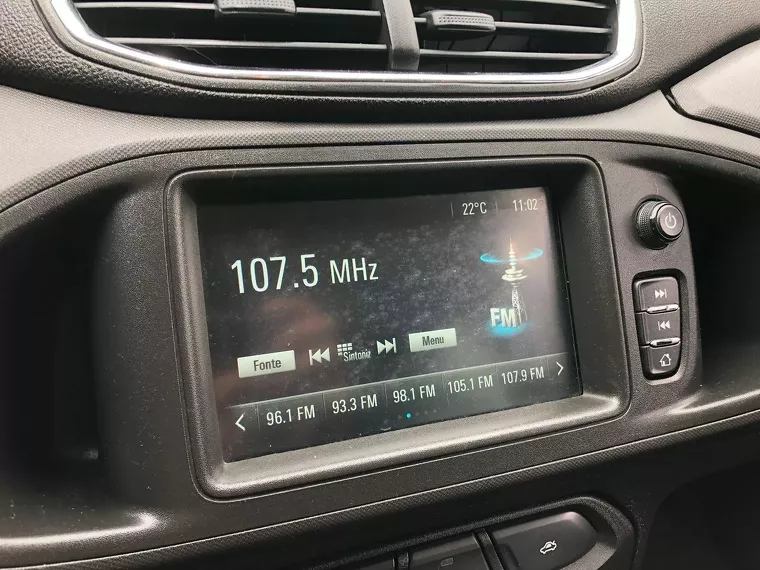 22°C 11:02
107.5 MHz
FM
Fonte Sintoniz Menu
96.1 FM 93.3 FM 98.1 FM 105.1 FM 107.9 FM